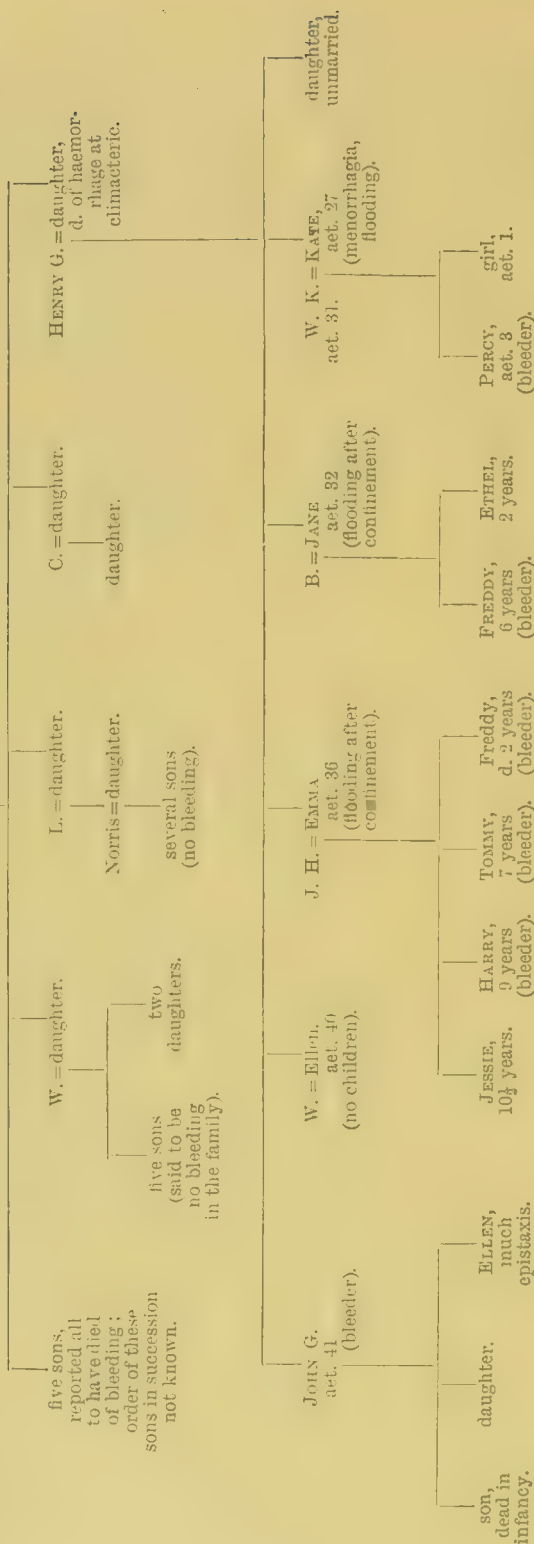 five sons,
reported all
to have died
of bleeding;
order of these
sons in succession
not known.
W.=daughter.
five sons
(said to be
no bleeding
in the family).
two
daughters.
L.=daughter.
Norris=daughter.
several sons
(no bleeding).
C.=daughter.
daughter.
HENRY G.=daughter,
d. of haemor-
rhage at
climacteric.
JOHN G.
aet. 41
(bleeder).
son,
dead in
infancy.
daughter.
ELLEN,
much
epistaxis.
W.=Ellen.
aet. 40
(no children).
J. H.=EMMA
aet. 36
(flooding after
confinement).
JESSIE,
10½ years.
HARRY,
9 years
(bleeder).
TOMMY,
7 years
(bleeder).
Freddy,
d. 2 years
(bleeder).
B.=JANE
aet. 32
(flooding after
confinement).
FREDDY,
6 years
(bleeder).
ETHEL,
2 years.
W. K.=KATE,
aet. 31. aet. 27
(menorrhagia,
flooding).
PERCY,
aet. 3
(bleeder).
girl,
aet. 1.
daughter,
unmarried.